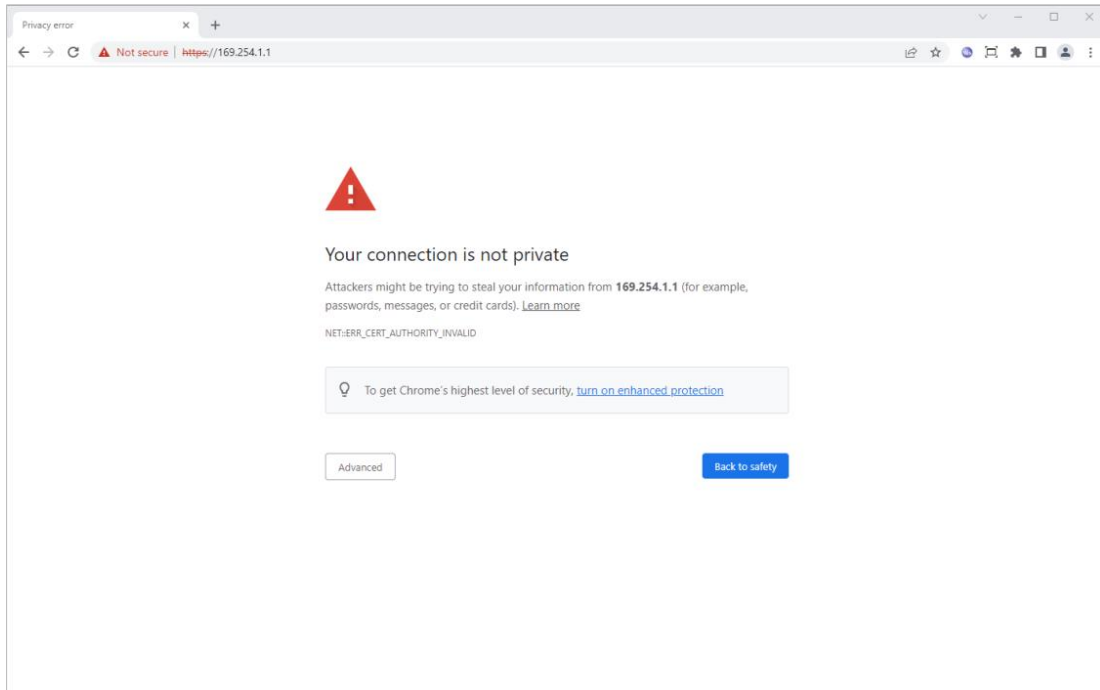 Privacy error
Not secure | https://169.254.1.1
Your connection is not private
Attackers might be trying to steal your information from 169.254.1.1 (for example,
passwords, messages, or credit cards). Learn more
NET::ERR_CERT_AUTHORITY_INVALID
To get Chrome's highest level of security, turn on enhanced protection
Advanced
Back to safety